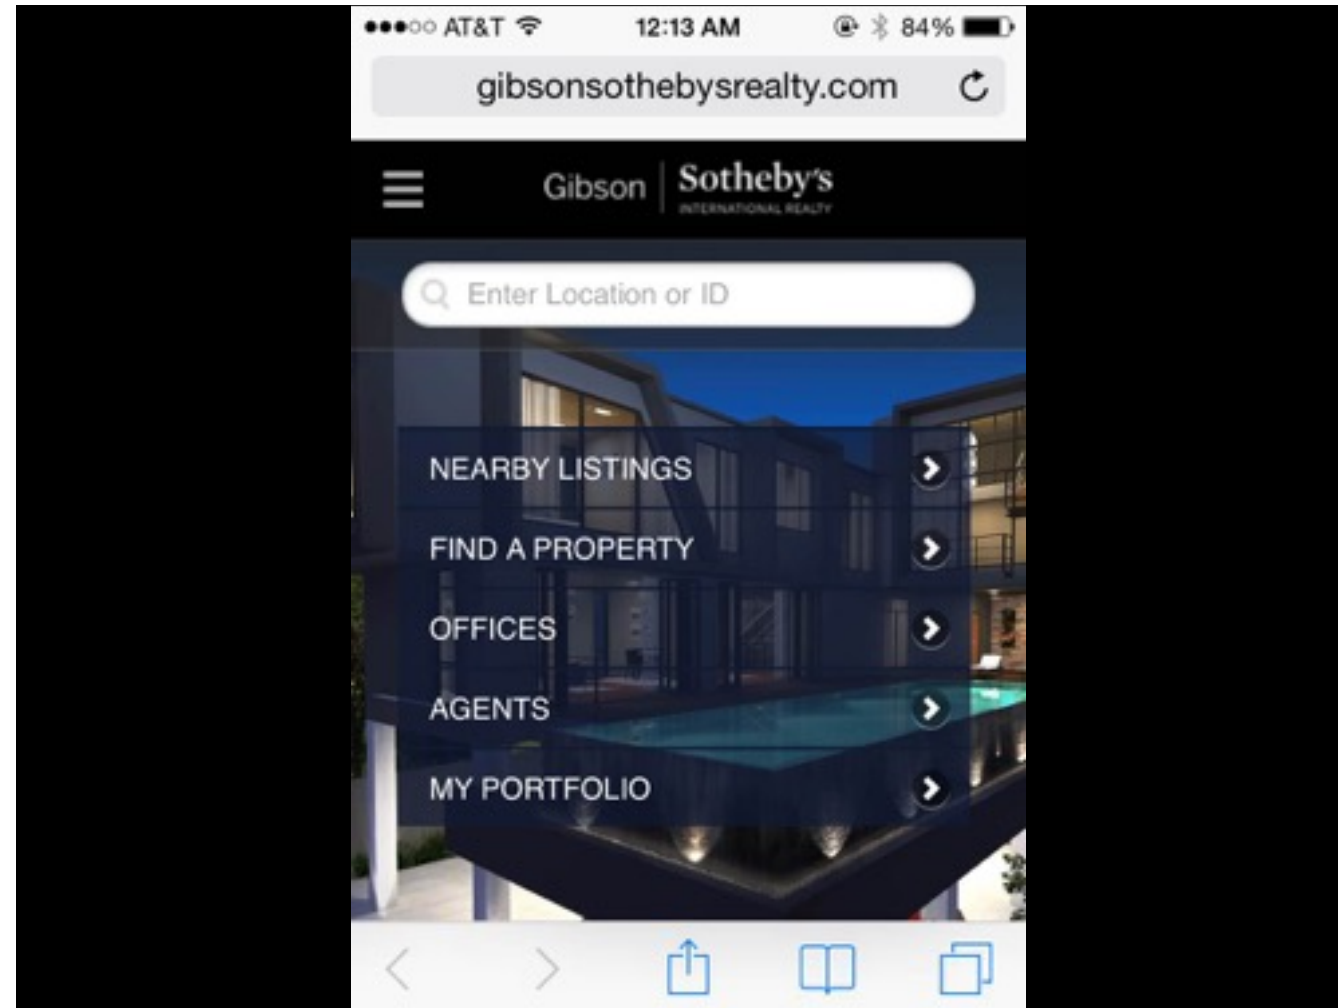 AT&T 12:13 AM 84%
gibsonsothebysrealty.com
Gibson Sotheby's
INTERNATIONAL REALTY
Enter Location or ID
NEARBY LISTINGS
FIND A PROPERTY
OFFICES
AGENTS
MY PORTFOLIO